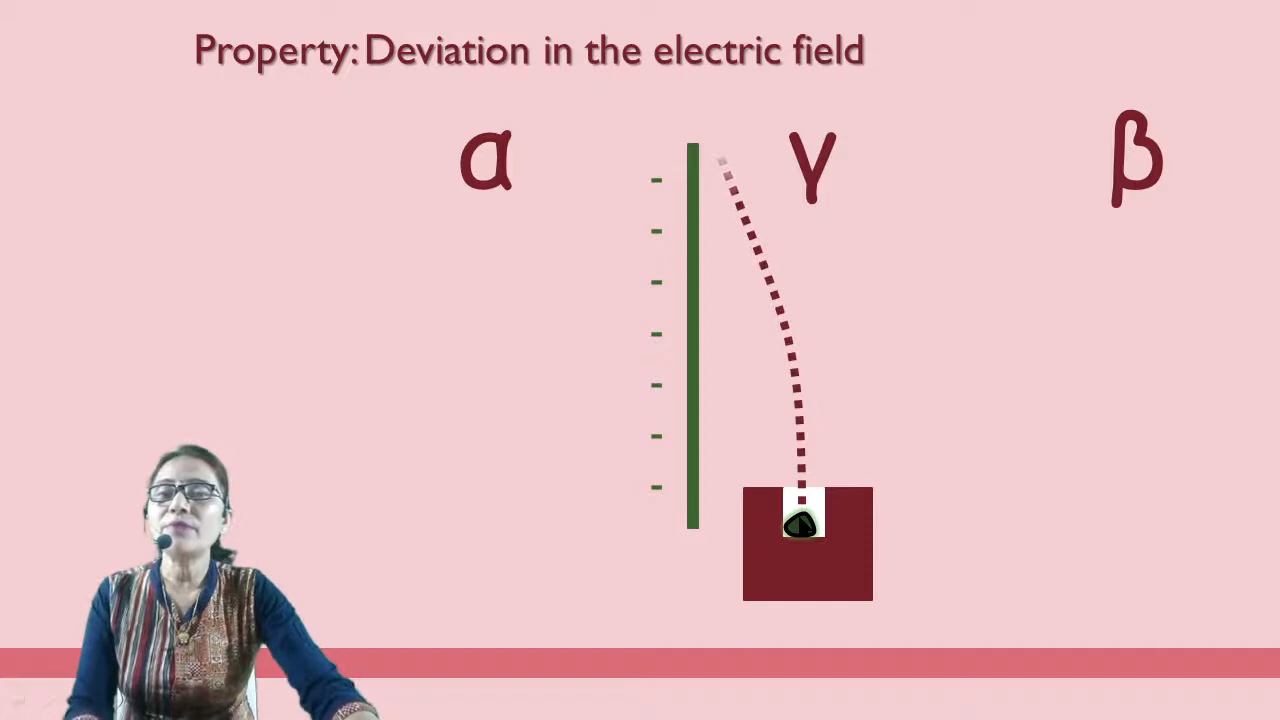 Property: Deviation in the electric field
α γ β